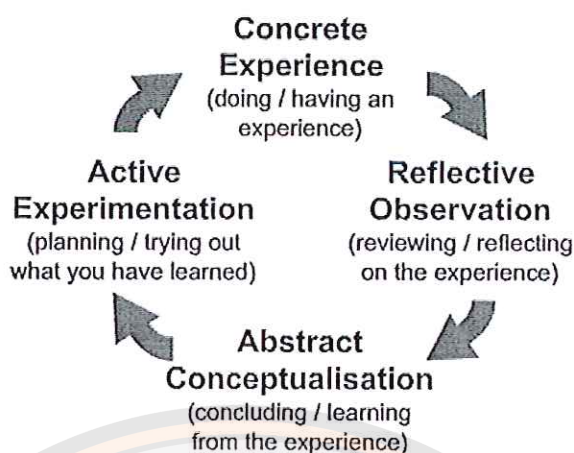 Concrete
Experience
(doing / having an
experience)
Active
Experimentation
(planning / trying out
what you have learned)
Reflective
Observation
(reviewing / reflecting
on the experience)
Abstract
Conceptualisation
(concluding / learning
from the experience)